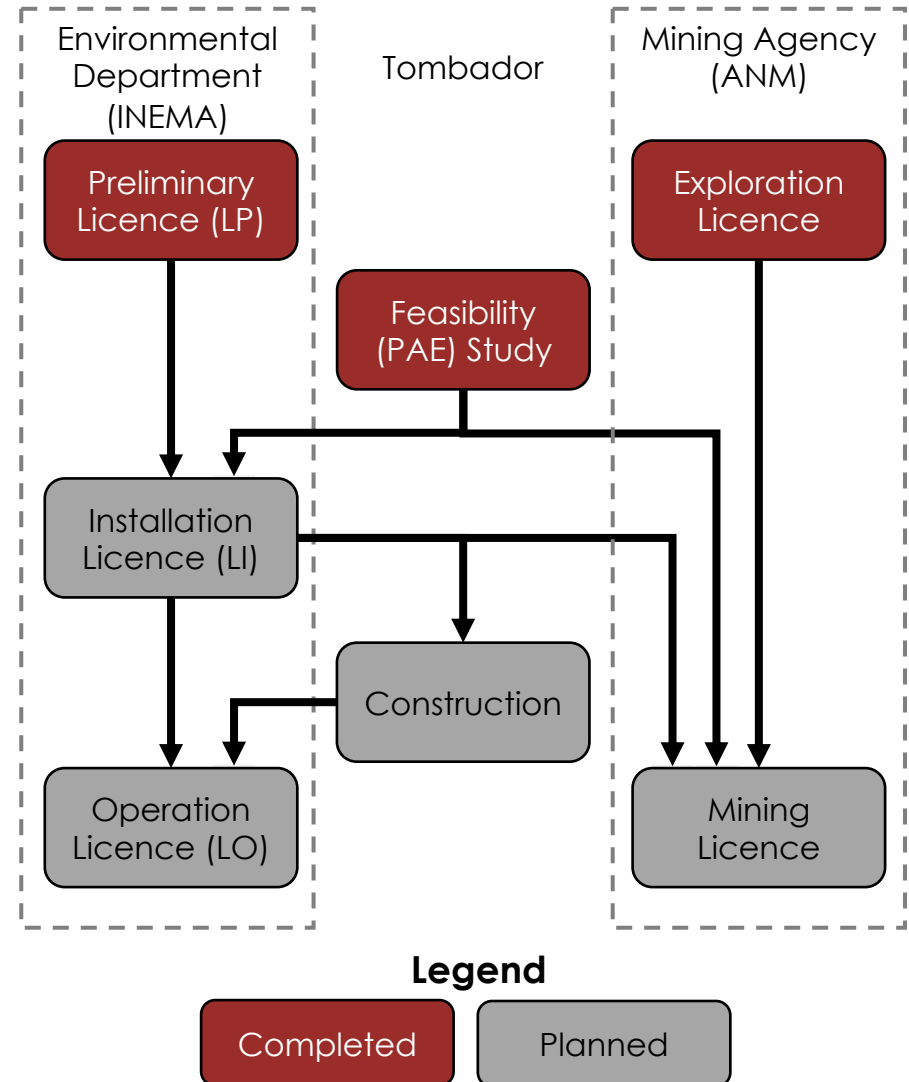 Environmental
Department
(INEMA)
Tombador
Mining Agency
(ANM)
Preliminary
Licence (LP)
Exploration
Licence
Feasibility
(PAE) Study
Installation
Licence (LI)
Construction
Operation
Licence (LO)
Mining
Licence
Legend
Completed
Planned